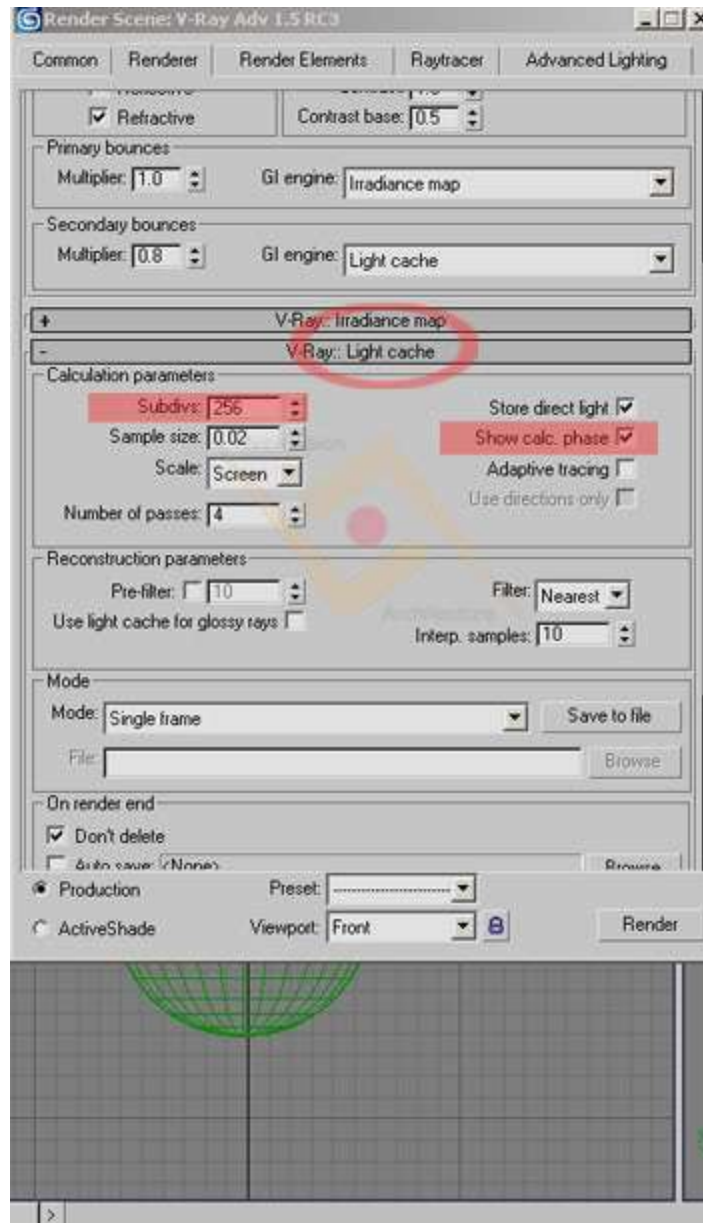 Render Scene: V-Ray Adv 1.5 RC3
Common Renderer Render Elements Raytracer Advanced Lighting
Refractive Contrast base: 0.5
Primary bounces
Multiplier: 1.0 GI engine: Irradiance map
Secondary bounces
Multiplier: 0.8 GI engine: Light cache
+ V-Ray:: Irradiance map
- V-Ray:: Light cache
Calculation parameters
Subdivs: 256 Store direct light
Sample size: 0.02 Show calc. phase
Scale: Screen Adaptive tracing
Use directions only
Number of passes: 4
Reconstruction parameters
Pre-filter: 10 Filter: Nearest
Use light cache for glossy rays
Interp. samples: 10
Mode
Mode: Single frame Save to file
File: Browse
On render end
Don't delete
Auto save: <None> Browse
Production Preset: --------------------
ActiveShade Viewport: Front Render
>